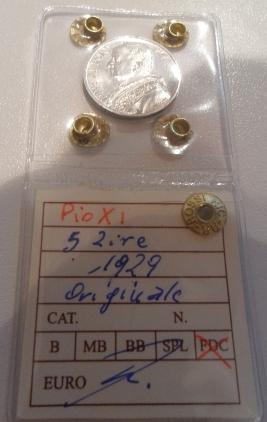 Pio XI
5 Lire
1929
Originale
CAT. N.
B MB BB SPL FDC
EURO